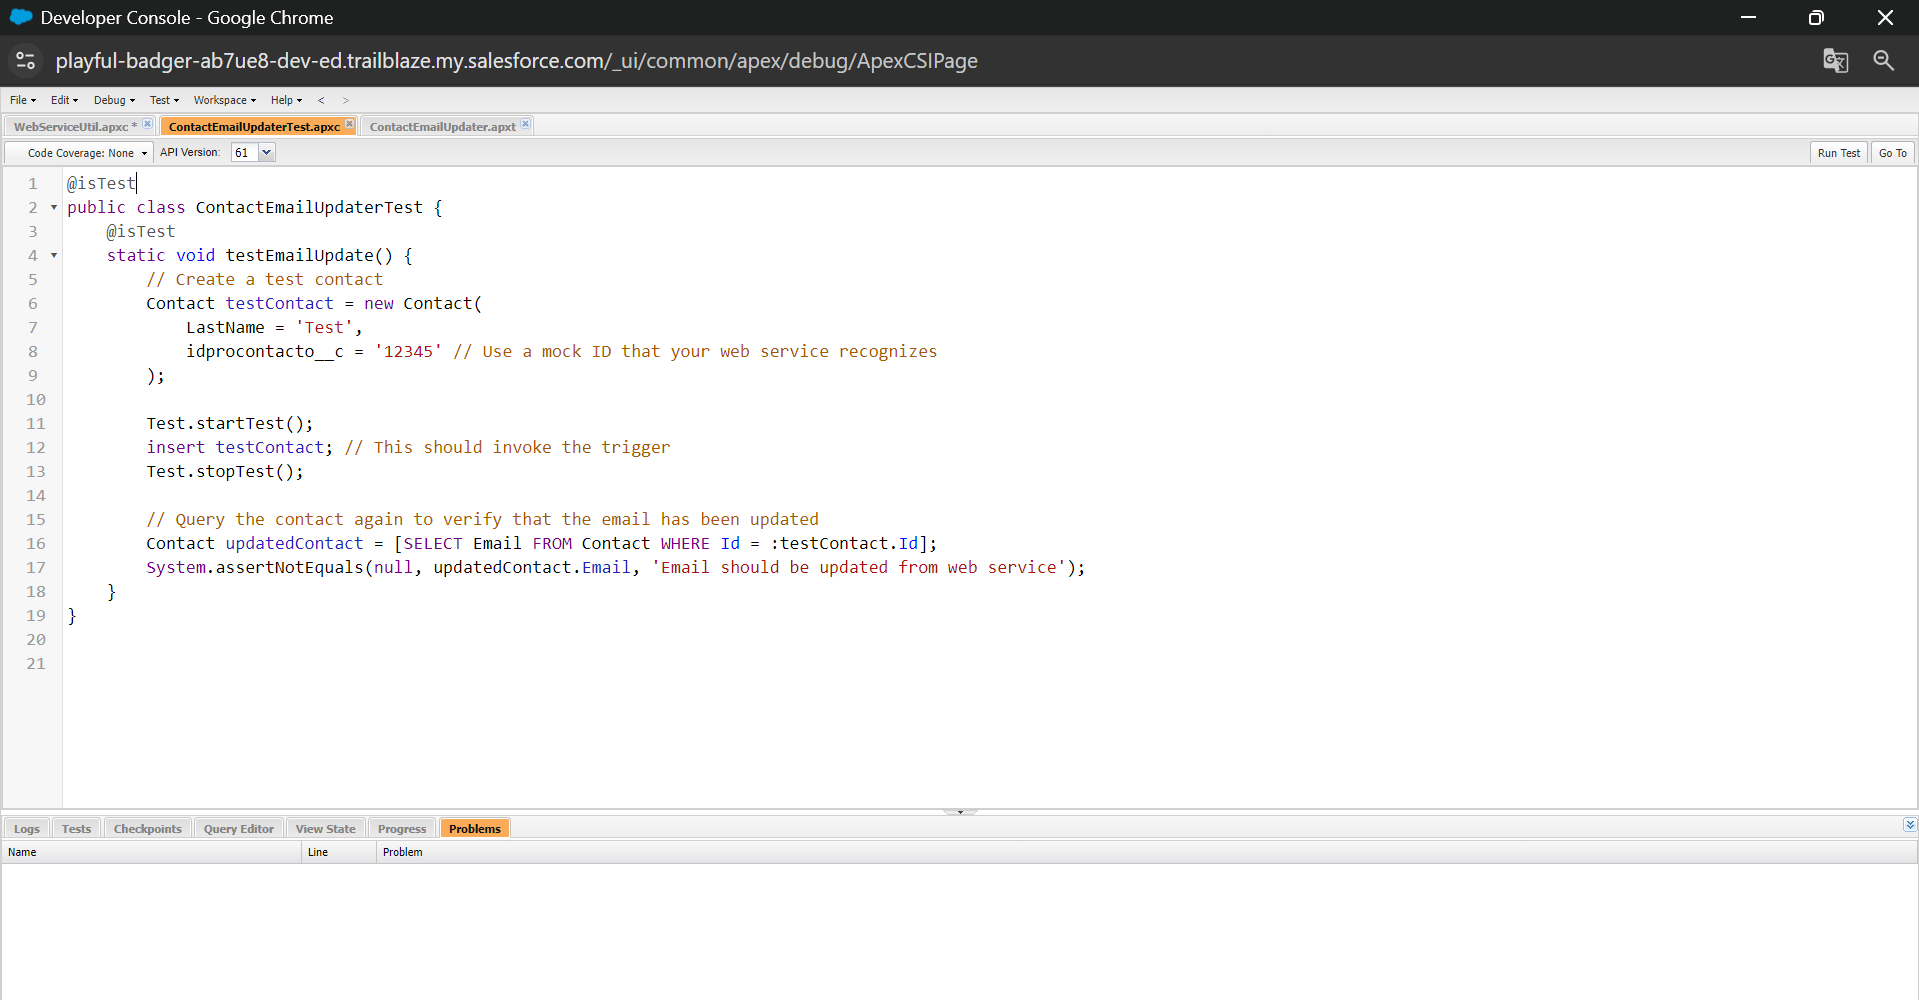 Developer Console - Google Chrome
playful-badger-ab7ue8-dev-ed.trailblaze.my.salesforce.com/_ui/common/apex/debug/ApexCSIPage
File Edit Debug Test Workspace Help < >
WebServiceUtil.apxc * ContactEmailUpdaterTest.apxc ContactEmailUpdater.apxt
Code Coverage: None API Version: 61 Run Test Go To
1 @isTest
2 public class ContactEmailUpdaterTest {
3 @isTest
4 static void testEmailUpdate() {
5 // Create a test contact
6 Contact testContact = new Contact(
7 LastName = 'Test',
8 idprocontacto__c = '12345' // Use a mock ID that your web service recognizes
9 );
10
11 Test.startTest();
12 insert testContact; // This should invoke the trigger
13 Test.stopTest();
14
15 // Query the contact again to verify that the email has been updated
16 Contact updatedContact = [SELECT Email FROM Contact WHERE Id = :testContact.Id];
17 System.assertNotEquals(null, updatedContact.Email, 'Email should be updated from web service');
18 }
19 }
20
21
Logs Tests Checkpoints Query Editor View State Progress Problems
Name Line Problem